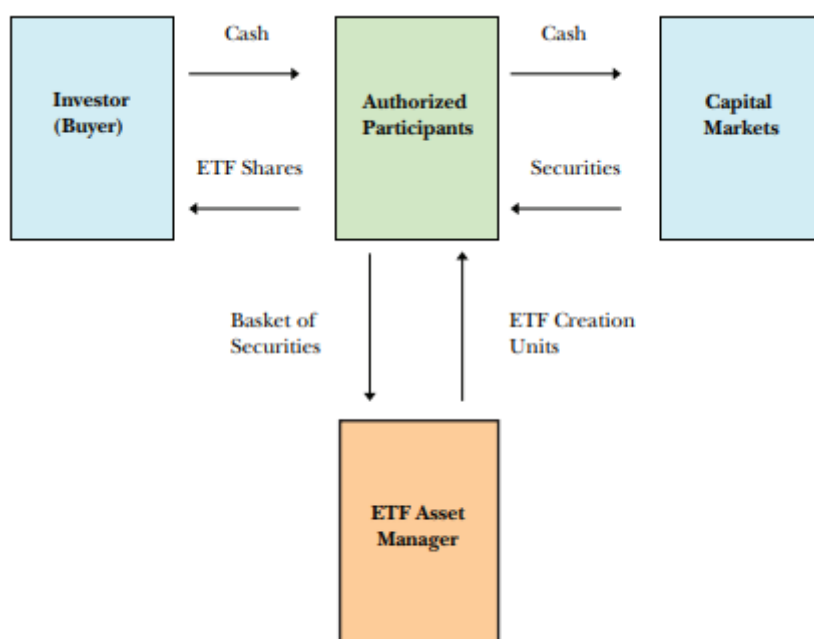 Cash
Cash
Investor
(Buyer)
Authorized
Participants
Capital
Markets
ETF Shares
Securities
Basket of
Securities
ETF Creation
Units
ETF Asset
Manager